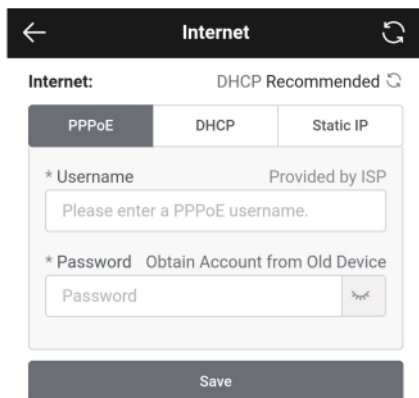 Internet
Internet: DHCP Recommended
PPPoE DHCP Static IP
* Username Provided by ISP
Please enter a PPPoE username.
* Password Obtain Account from Old Device
Password
Save